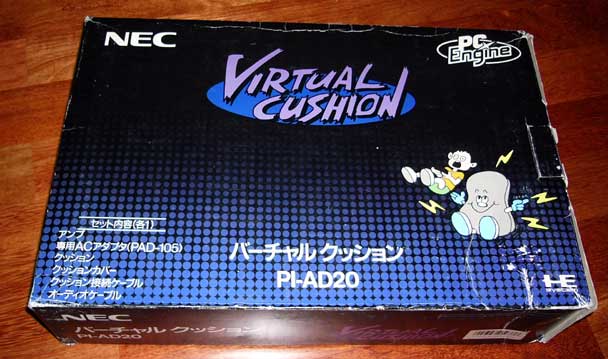 NEC
PC Engine
VIRTUAL
CUSHION
セット内容(各1)
アンプ
専用ACアダプタ(PAD-105)
クッション
クッションカバー
クッション接続ケーブル
オーディオケーブル
バーチャル クッション
PI-AD20
HE
NEC
バーチャル クッション
PI-AD20
VIRTUAL
CUSHION